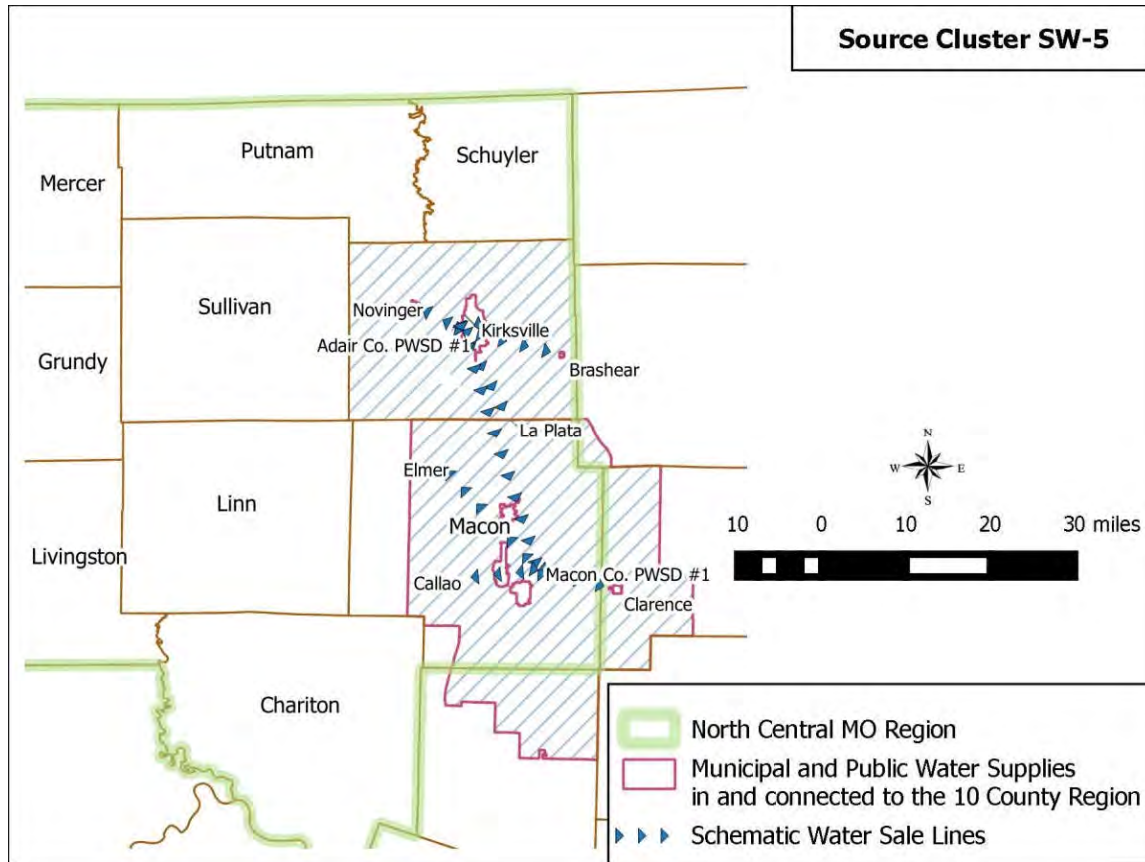 Source Cluster SW-5
Putnam
Schuyler
Mercer
Sullivan
Novinger
Kirksville
Adair Co. PWSD #1
Grundy
Brashear
La Plata
Elmer
N
W E
S
Linn
Macon
10 0 10 20 30 miles
Livingston
Callao
Macon Co. PWSD #1
Clarence
Chariton
North Central MO Region
Municipal and Public Water Supplies
in and connected to the 10 County Region
Schematic Water Sale Lines